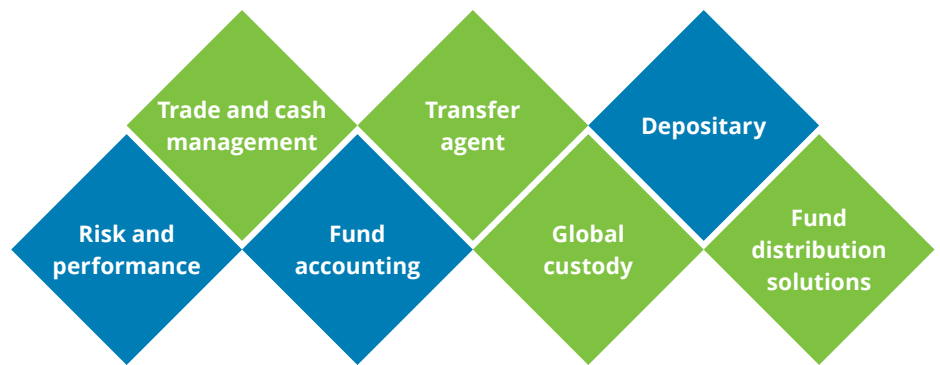 Trade and cash
management
Transfer
agent
Depositary
Risk and
performance
Fund
accounting
Global
custody
Fund
distribution
solutions